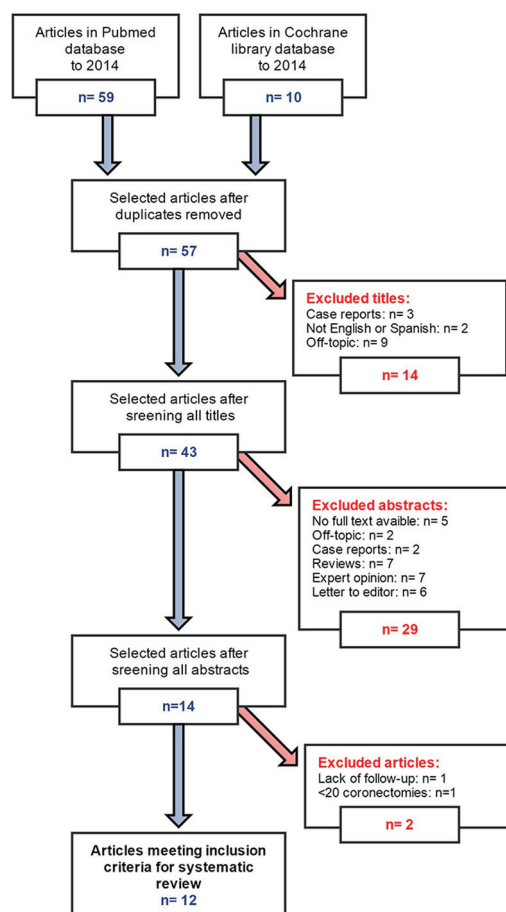 Articles in Pubmed
database
to 2014
n= 59
Articles in Cochrane
library database
to 2014
n= 10
Selected articles after
duplicates removed
n= 57
Excluded titles:
Case reports: n= 3
Not English or Spanish: n= 2
Off-topic: n= 9
n= 14
Selected articles after
sreening all titles
n= 43
Excluded abstracts:
No full text avaible: n= 5
Off-topic: n= 2
Case reports: n= 2
Reviews: n= 7
Expert opinion: n= 7
Letter to editor: n= 6
n= 29
Selected articles after
sreening all abstracts
n=14
Excluded articles:
Lack of follow-up: n= 1
<20 coronectomies: n=1
n= 2
Articles meeting inclusion
criteria for systematic
review
n= 12